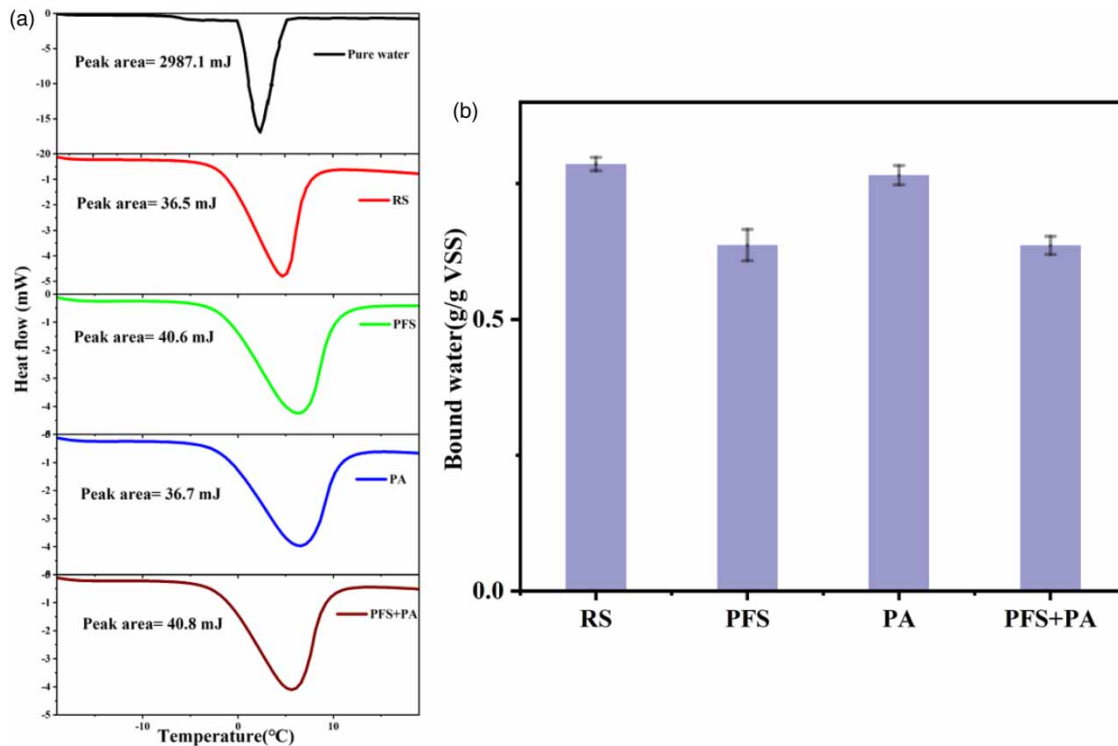 (a)
0
-5
-10
-15
-20
Peak area= 2987.1 mJ
Pure water
-1
-2
-3
-4
-5
Peak area= 36.5 mJ
RS
0
-1
-2
-3
-4
Peak area= 40.6 mJ
PFS
-1
-2
-3
-4
Peak area= 36.7 mJ
PA
-1
-2
-3
-4
-5
Peak area= 40.8 mJ
PFS+PA
-10
0
10
Heat flow (mW)
Temperature(°C)
(b)
Bound water(g/g VSS)
0.5
0.0
RS
PFS
PA
PFS+PA